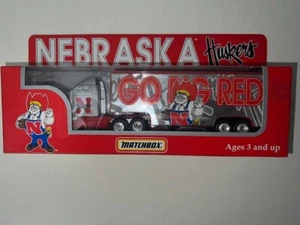 NEBRASKA Huskers
GO BIG RED
N
N
MATCHBOX
Ages 3 and up